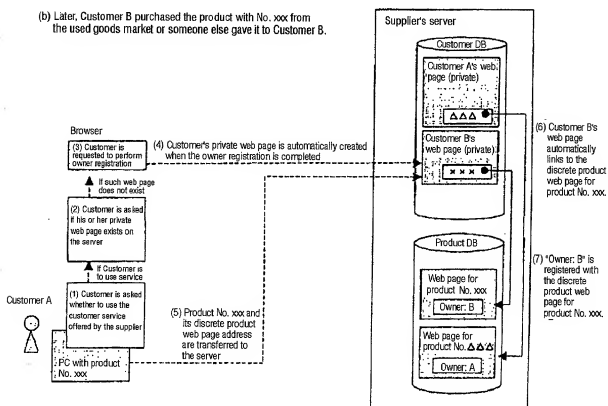 (b) Later, Customer B purchased the product with No. xxx from
the used goods market or someone else gave it to Customer B.
Supplier's server
Customer DB
Customer A's web
page (private)
△△△
Customer B's
web page (private)
×××
(6) Customer B's
web page
automatically
links to the
discrete product
web page for
product No. xxx.
Browser
(3) Customer is
requested to perform
owner registration
(4) Customer's private web page is automatically created
when the owner registration is completed
If such web page
does not exist
(2) Customer is asked
if his or her private
web page exists on
the server
If Customer is
to use service
Customer A
(1) Customer is asked
whether to use the
customer service
offered by the supplier
PC with product
No. xxx
(5) Product No. xxx and
its discrete product
web page address
are transferred to
the server
Product DB
Web page for
product No. xxx
Owner: B
Web page for
product No.△△△
Owner: A
(7) "Owner: B" is
registered with
the discrete
product web
page for
product No. xxx.